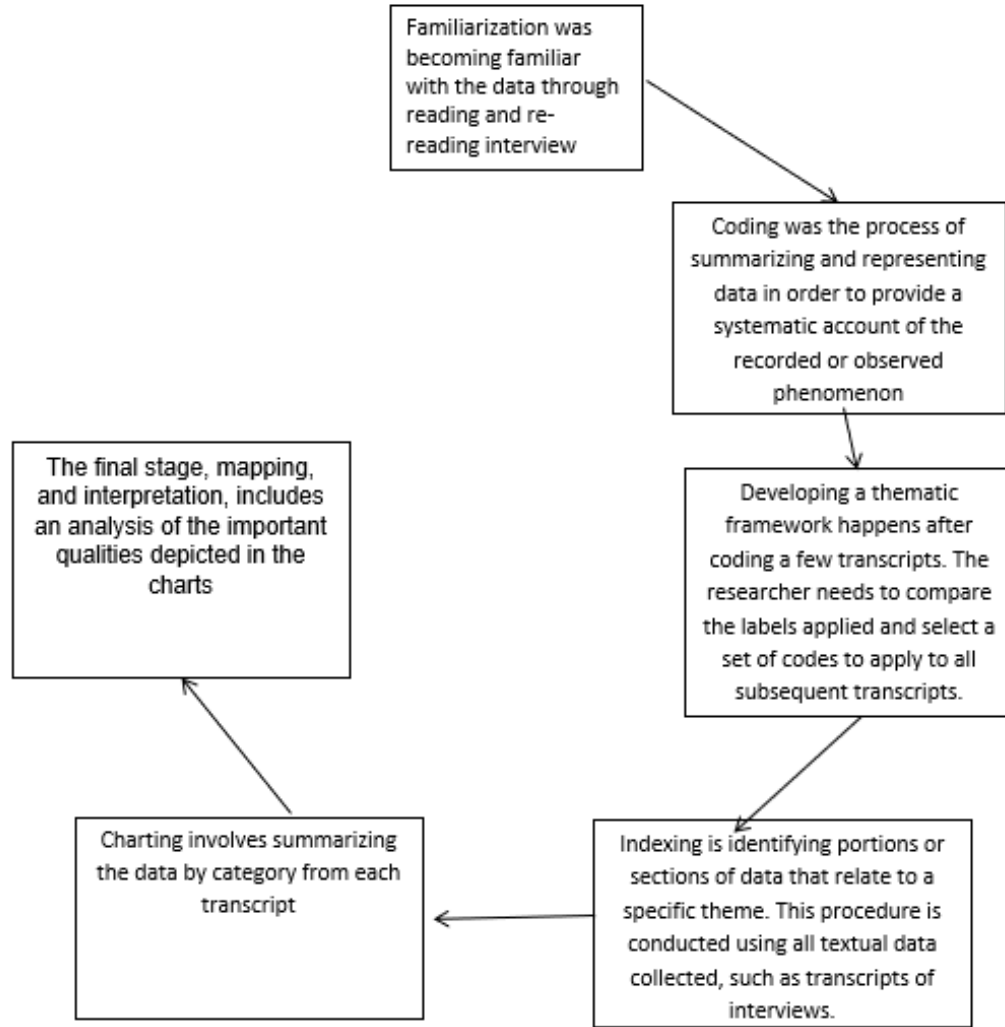 Familiarization was
becoming familiar
with the data through
reading and re-
reading interview
Coding was the process of
summarizing and representing
data in order to provide a
systematic account of the
recorded or observed
phenomenon
Developing a thematic
framework happens after
coding a few transcripts. The
researcher needs to compare
the labels applied and select a
set of codes to apply to all
subsequent transcripts.
Indexing is identifying portions or
sections of data that relate to a
specific theme. This procedure is
conducted using all textual data
collected, such as transcripts of
interviews.
Charting involves summarizing
the data by category from each
transcript
The final stage, mapping,
and interpretation, includes
an analysis of the important
qualities depicted in the
charts